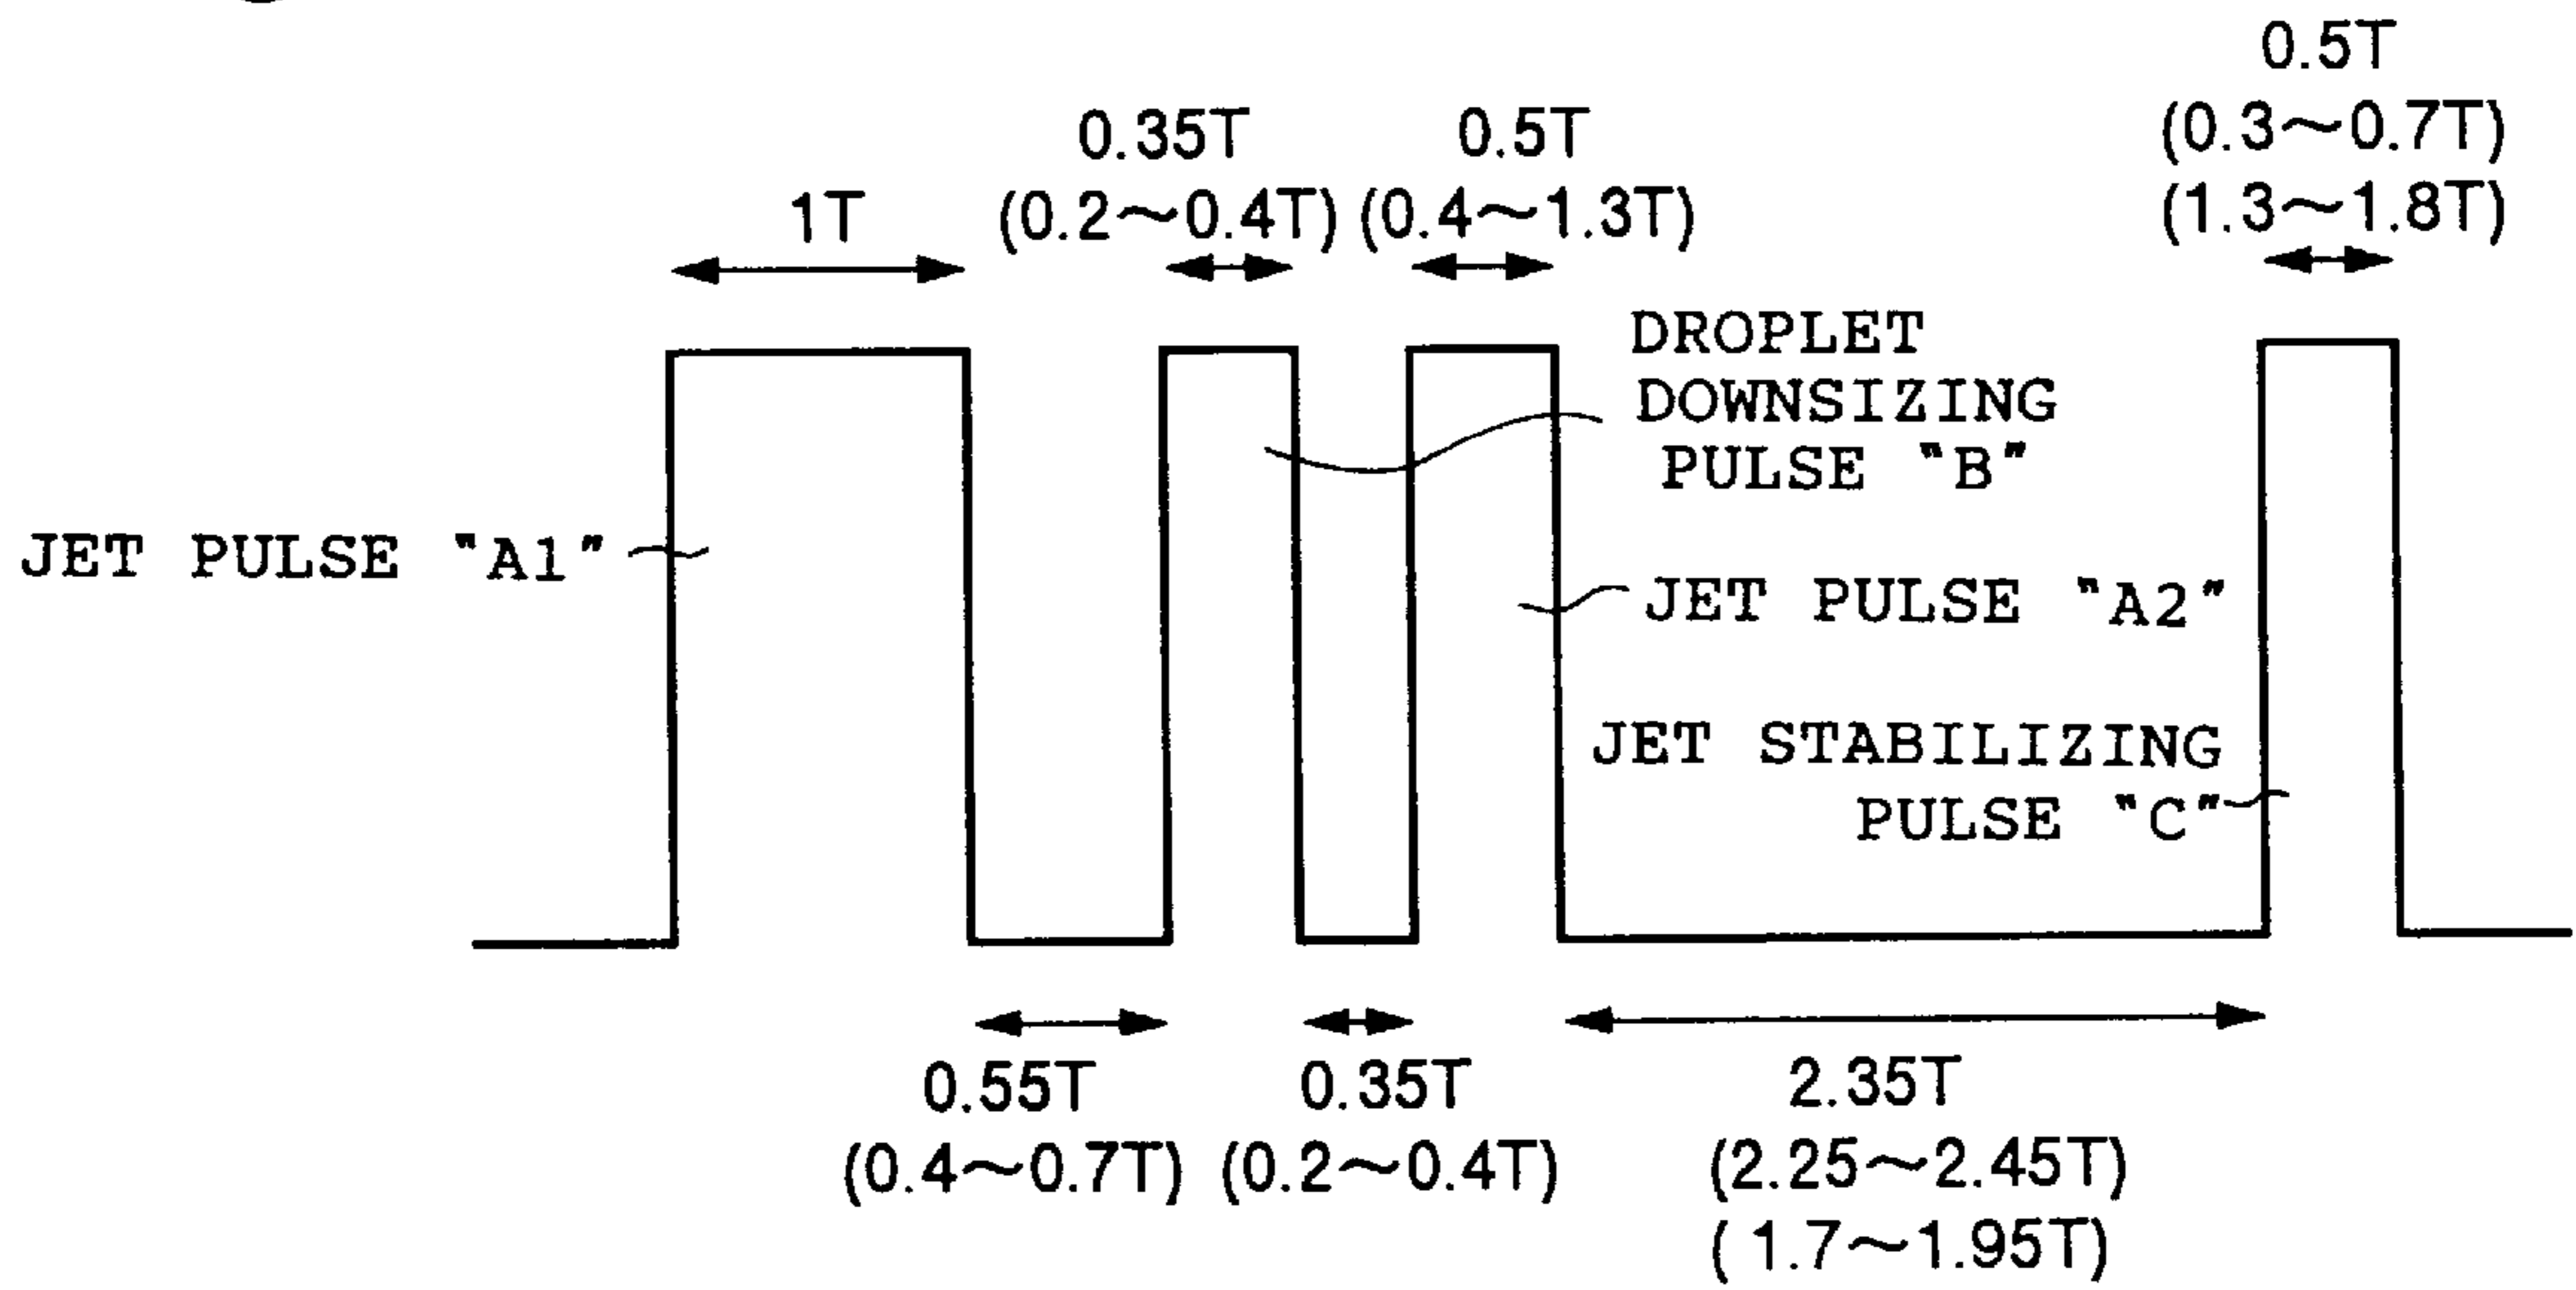 0.5T
(0.3～0.7T)
(1.3～1.8T)
0.35T
(0.2～0.4T)
0.5T
(0.4～1.3T)
1T
DROPLET
DOWNSIZING
PULSE "B"
JET PULSE "A1"
JET PULSE "A2"
JET STABILIZING
PULSE "C"
0.55T
(0.4～0.7T)
0.35T
(0.2～0.4T)
2.35T
(2.25～2.45T)
( 1.7～1.95T)